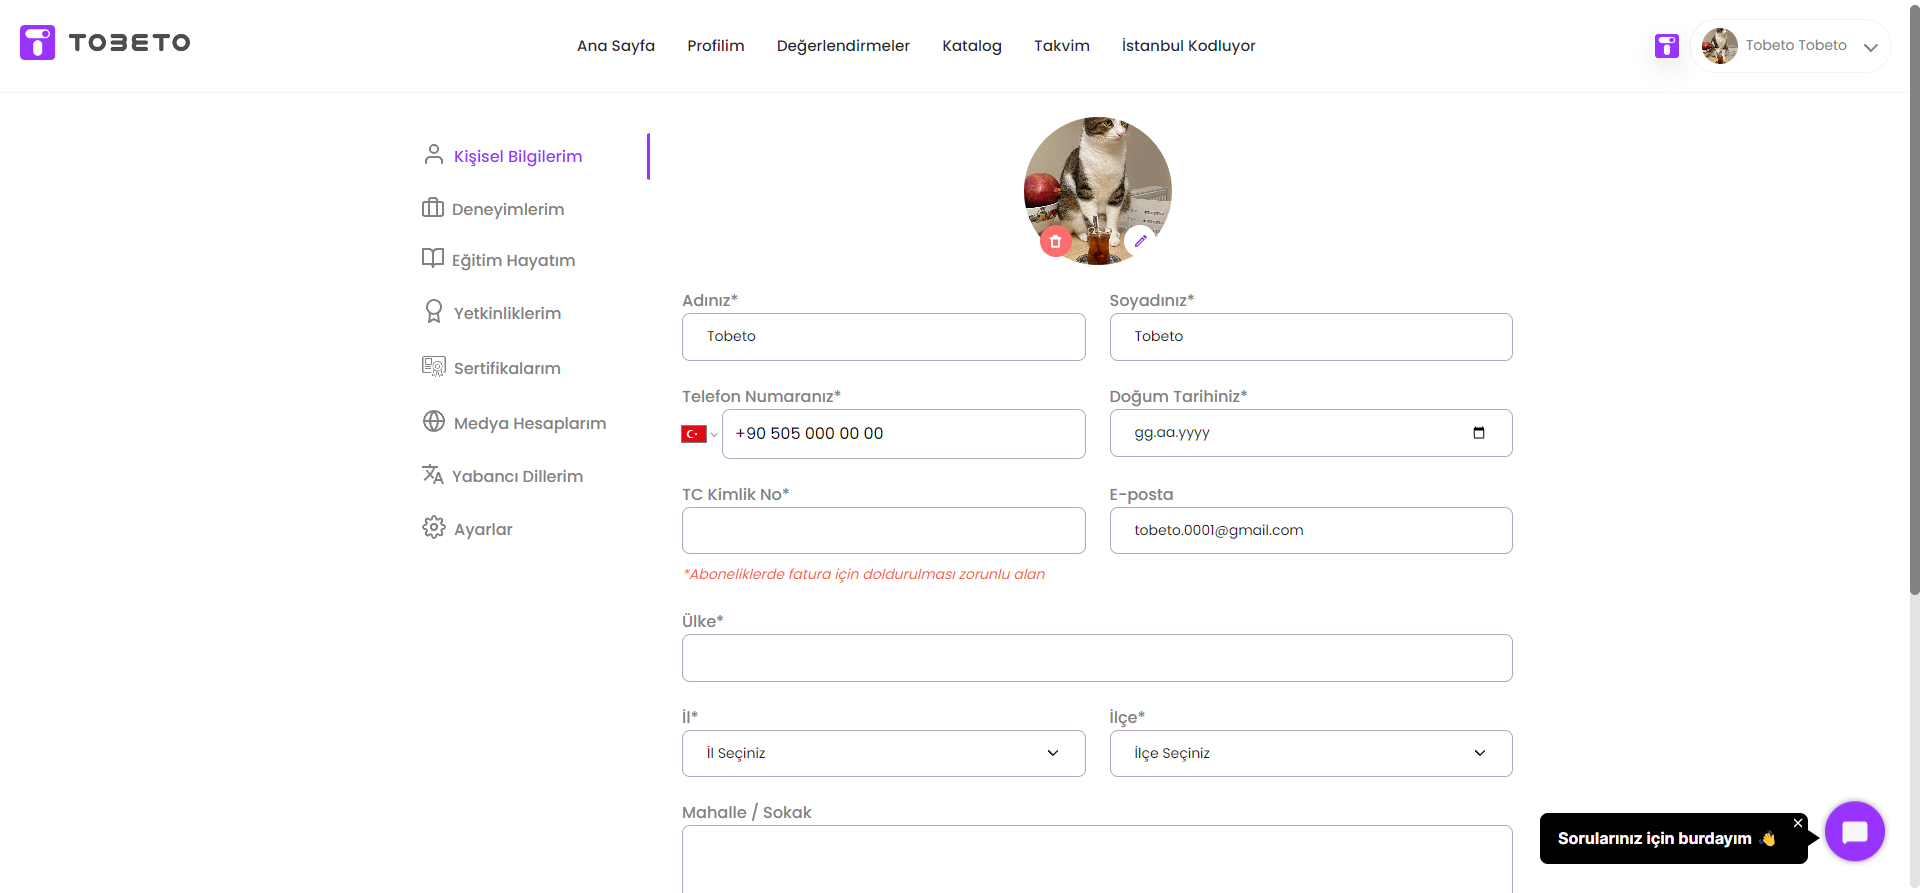 TOBETO
Ana Sayfa Profilim Değerlendirmeler Katalog Takvim İstanbul Kodluyor
Tobeto Tobeto
Kişisel Bilgilerim
Deneyimlerim
Eğitim Hayatım
Yetkinliklerim
Sertifikalarım
Medya Hesaplarım
Yabancı Dillerim
Ayarlar
Adınız* Soyadınız*
Tobeto Tobeto
Telefon Numaranız* Doğum Tarihiniz*
+90 505 000 00 00 gg.aa.yyyy
TC Kimlik No* E-posta
tobeto.0001@gmail.com
*Aboneliklerde fatura için doldurulması zorunlu alan
Ülke*
İl* İlçe*
İl Seçiniz İlçe Seçiniz
Mahalle / Sokak
Sorularınız için burdayım 👋